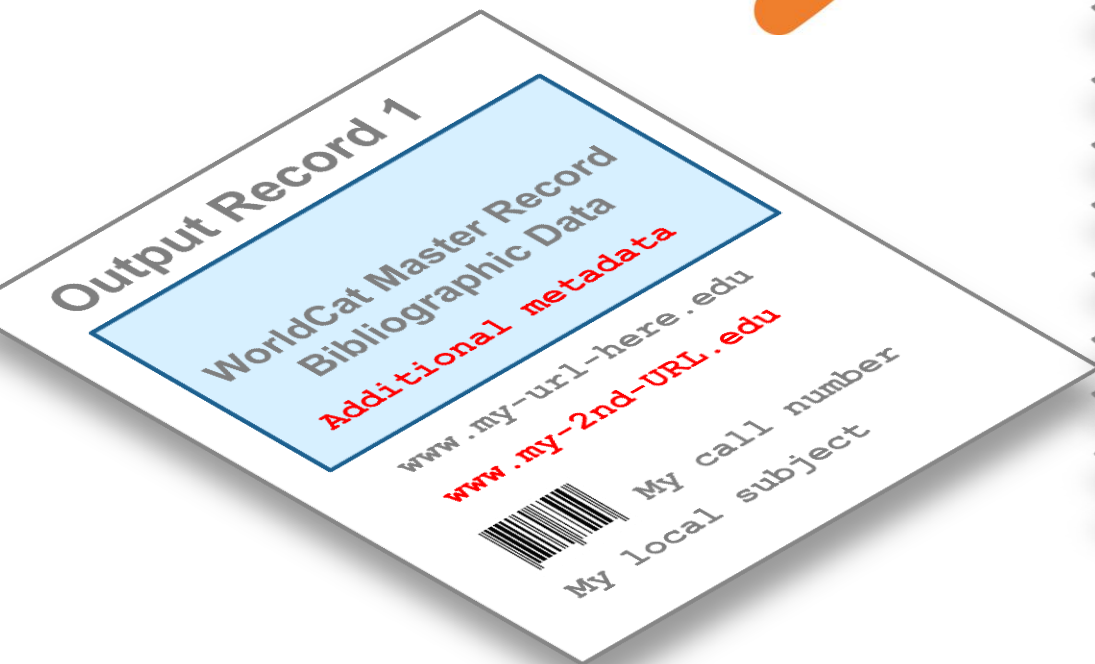 Output Record 1
WorldCat Master Record
Bibliographic Data
Additional metadata
www.my-url-here.edu
www.my-2nd-URL.edu
My call number
My local subject